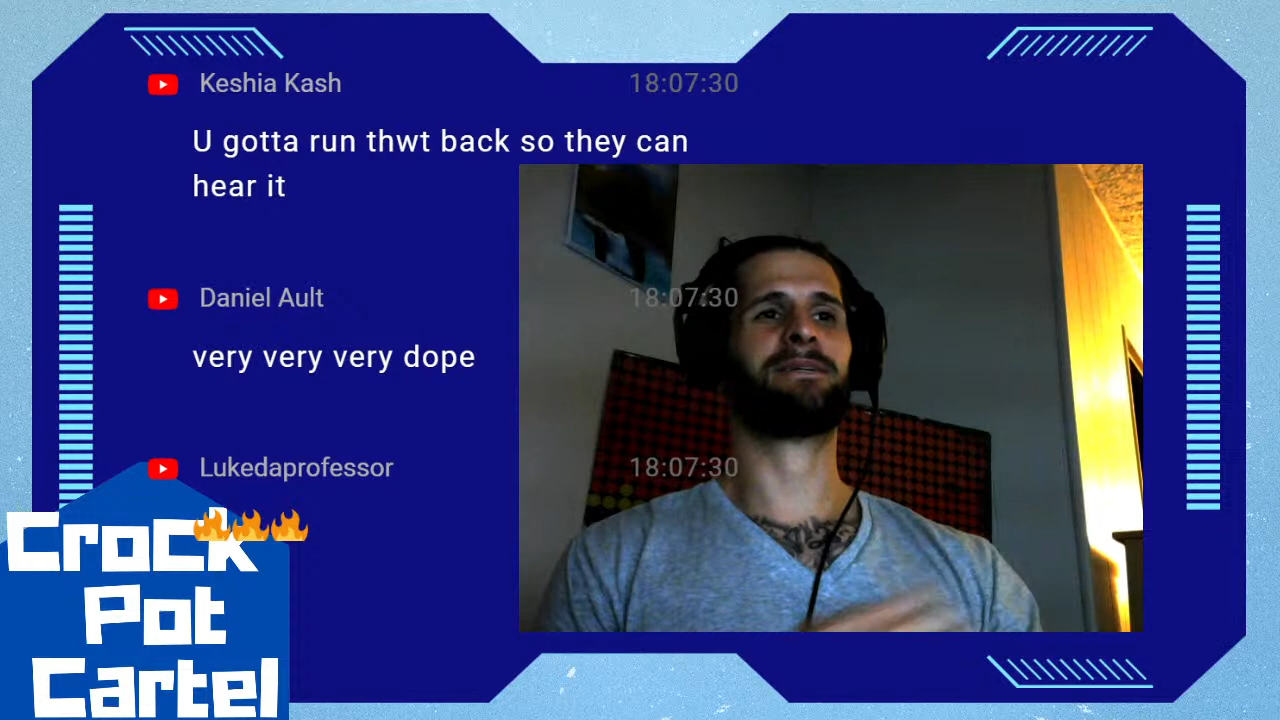 Keshia Kash 18:07:30
U gotta run thwt back so they can
hear it
Daniel Ault 18:07:30
very very very dope
Lukedaprofessor 18:07:30
🔥🔥🔥
Crock
Pot
Cartel